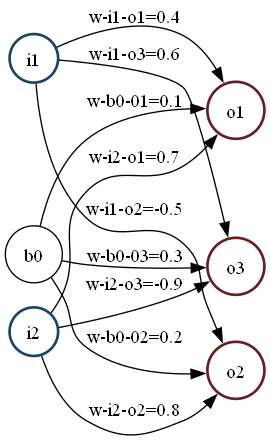 w-i1-o1=0.4
i1
w-i1-o3=0.6
w-b0-01=0.1
o1
w-i2-o1=0.7
w-i1-o2=-0.5
b0
w-b0-03=0.3
o3
w-i2-o3=-0.9
i2
w-b0-02=0.2
o2
w-i2-o2=0.8